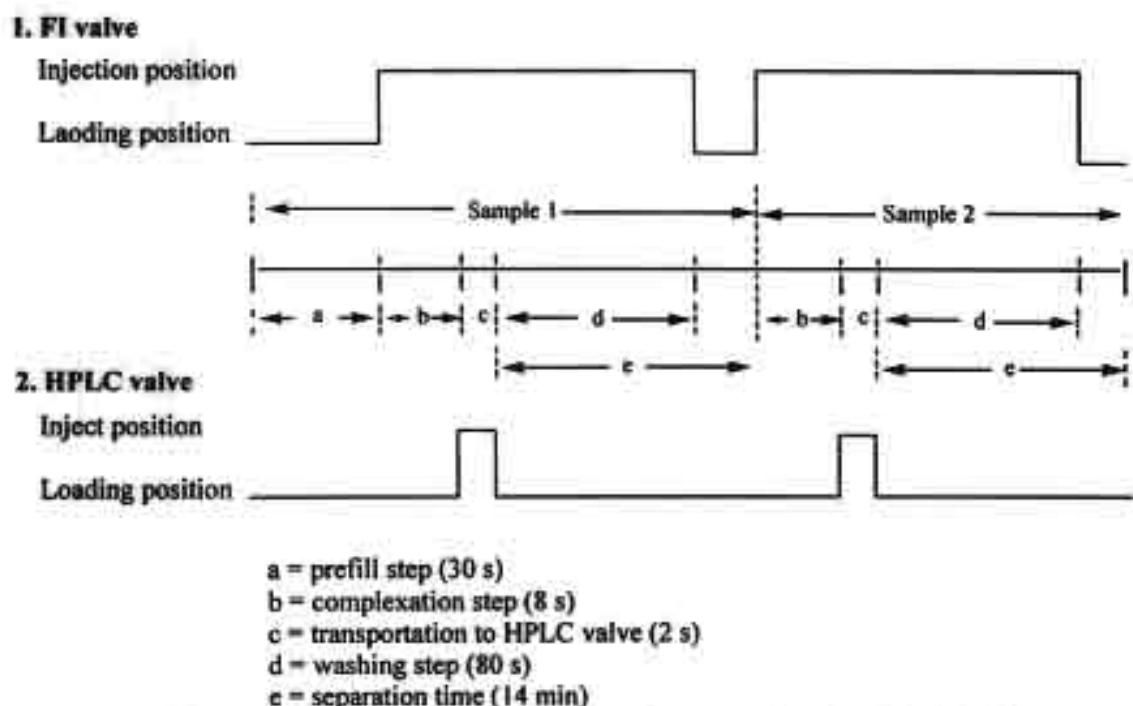 1. FI valve
Injection position
Laoding position
Sample 1
Sample 2
a b c d b c d
e e
2. HPLC valve
Inject position
Loading position
a = prefill step (30 s)
b = complexation step (8 s)
c = transportation to HPLC valve (2 s)
d = washing step (80 s)
e = separation time (14 min)